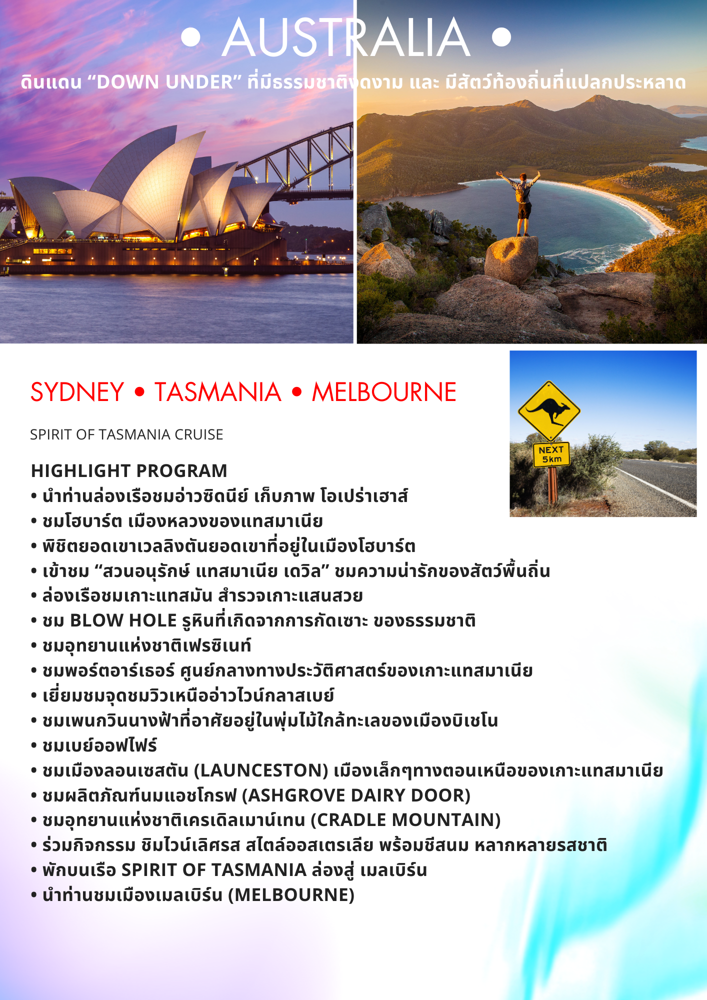 • AUSTRALIA •
ดินแดน “DOWN UNDER” ที่มีธรรมชาติงดงาม และ มีสัตว์ท้องถิ่นที่แปลกประหลาด
SYDNEY • TASMANIA • MELBOURNE
NEXT
5km
SPIRIT OF TASMANIA CRUISE
HIGHLIGHT PROGRAM
• นำท่านล่องเรือชมอ่าวซิดนีย์ เก็บภาพ โอเปร่าเฮาส์
• ชมโฮบาร์ต เมืองหลวงของแทสมาเนีย
• พิชิตยอดเขาเวลลิงตันยอดเขาที่อยู่ในเมืองโฮบาร์ต
• เข้าชม “สวนอนุรักษ์ แทสมาเนีย เดวิล” ชมความน่ารักของสัตว์พื้นถิ่น
• ล่องเรือชมเกาะแทสมัน สำรวจเกาะแสนสวย
• ชม BLOW HOLE รูหินที่เกิดจากการกัดเซาะ ของธรรมชาติ
• ชมอุทยานแห่งชาติเฟรซิเนท์
• ชมพอร์ตอาร์เธอร์ ศูนย์กลางทางประวัติศาสตร์ของเกาะแทสมาเนีย
• เยี่ยมชมจุดชมวิวเหนืออ่าวไวน์กลาสเบย์
• ชมเพนกวินนางฟ้าที่อาศัยอยู่ในพุ่มไม้ใกล้ทะเลของเมืองบิเชโน
• ชมเบย์ออฟไฟร์
• ชมเมืองลอนเซสตัน (LAUNCESTON) เมืองเล็กๆทางตอนเหนือของเกาะแทสมาเนีย
• ชมผลิตภัณฑ์นมแอชโกรฟ (ASHGROVE DAIRY DOOR)
• ชมอุทยานแห่งชาติเครเดิลเมาน์เทน (CRADLE MOUNTAIN)
• ร่วมกิจกรรม ชิมไวน์เลิศรส สไตล์ออสเตรเลีย พร้อมชีสนม หลากหลายรสชาติ
• พักบนเรือ SPIRIT OF TASMANIA ล่องสู่ เมลเบิร์น
• นำท่านชมเมืองเมลเบิร์น (MELBOURNE)